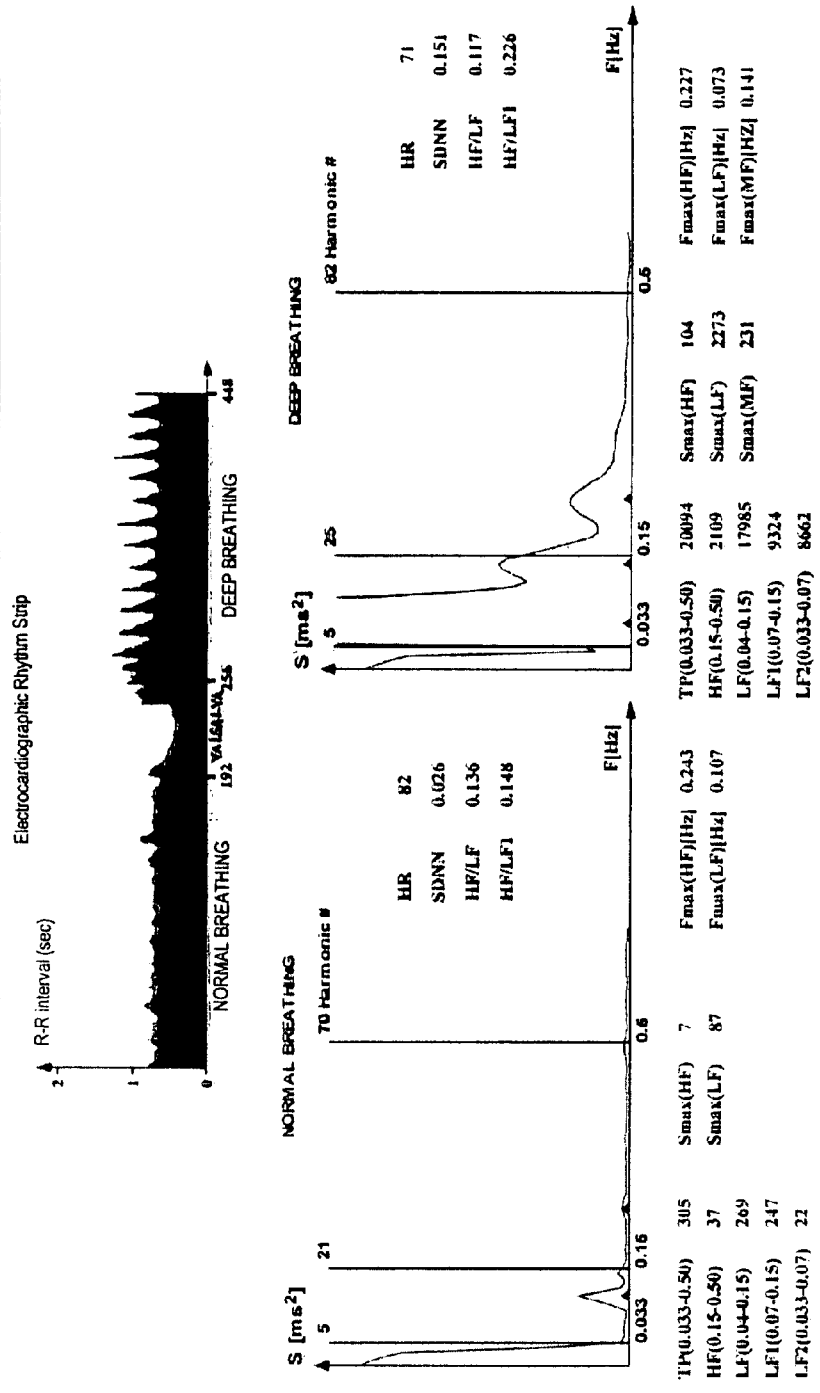 Electrocardiographic Rhythm Strip
R-R interval (sec)
2
1
0
192
256
448
NORMAL BREATHING
DEEP BREATHING
NORMAL BREATHING
S [ms²]
5
21
70 Harmonic #
HR 82
SDNN 0.026
HF/LF 0.136
HF/LF1 0.148
F[Hz]
0.033
0.15
0.5
TP(0.033-0.50) 305
HF(0.15-0.50) 37
LF(0.04-0.15) 269
LF1(0.07-0.15) 247
LF2(0.033-0.07) 22
Smax(HF) 7
Smax(LF) 87
Fmax(HF)[Hz] 0.243
Fmax(LF)[Hz] 0.107
DEEP BREATHING
S [ms²]
5
25
82 Harmonic #
HR 71
SDNN 0.151
HF/LF 0.117
HF/LF1 0.226
F[Hz]
0.033
0.15
0.5
TP(0.033-0.50) 20094
HF(0.15-0.50) 2109
LF(0.04-0.15) 17985
LF1(0.07-0.15) 9324
LF2(0.033-0.07) 8662
Smax(HF) 104
Smax(LF) 2273
Smax(MF) 231
Fmax(HF)[Hz] 0.227
Fmax(LF)[Hz] 0.073
Fmax(MF)[HZ] 0.141